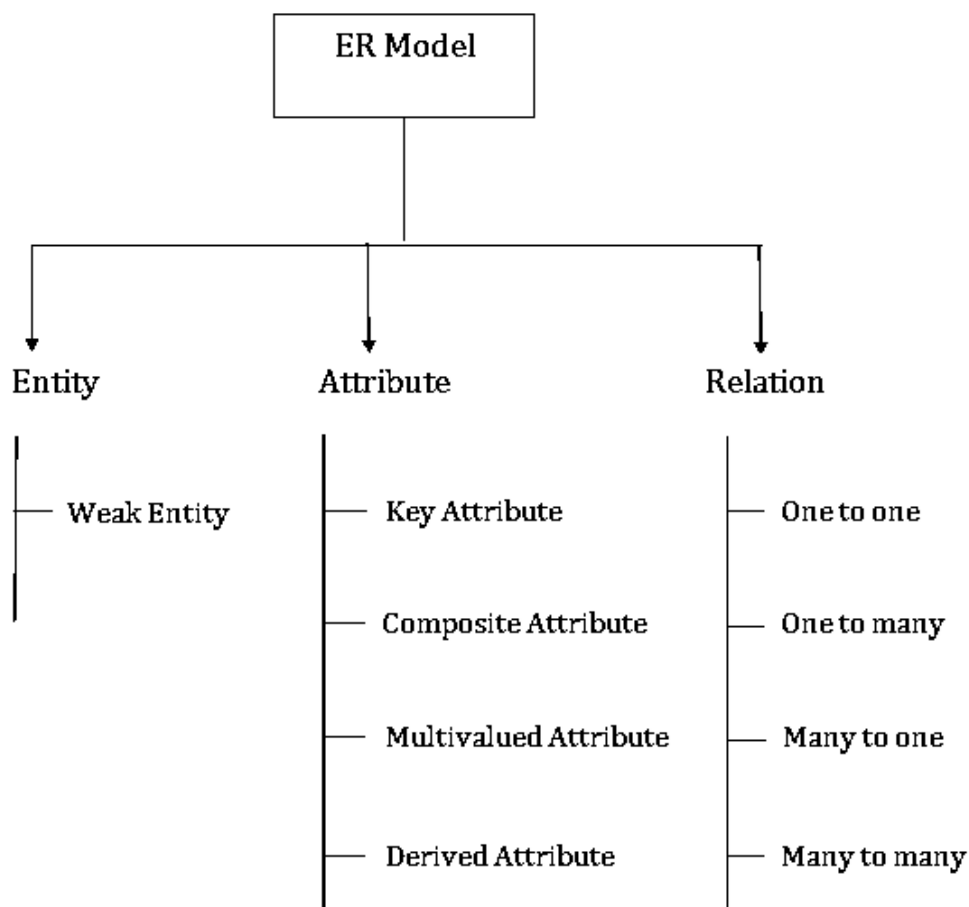 ER Model
Entity
Attribute
Relation
Weak Entity
Key Attribute
One to one
Composite Attribute
One to many
Multivalued Attribute
Many to one
Derived Attribute
Many to many